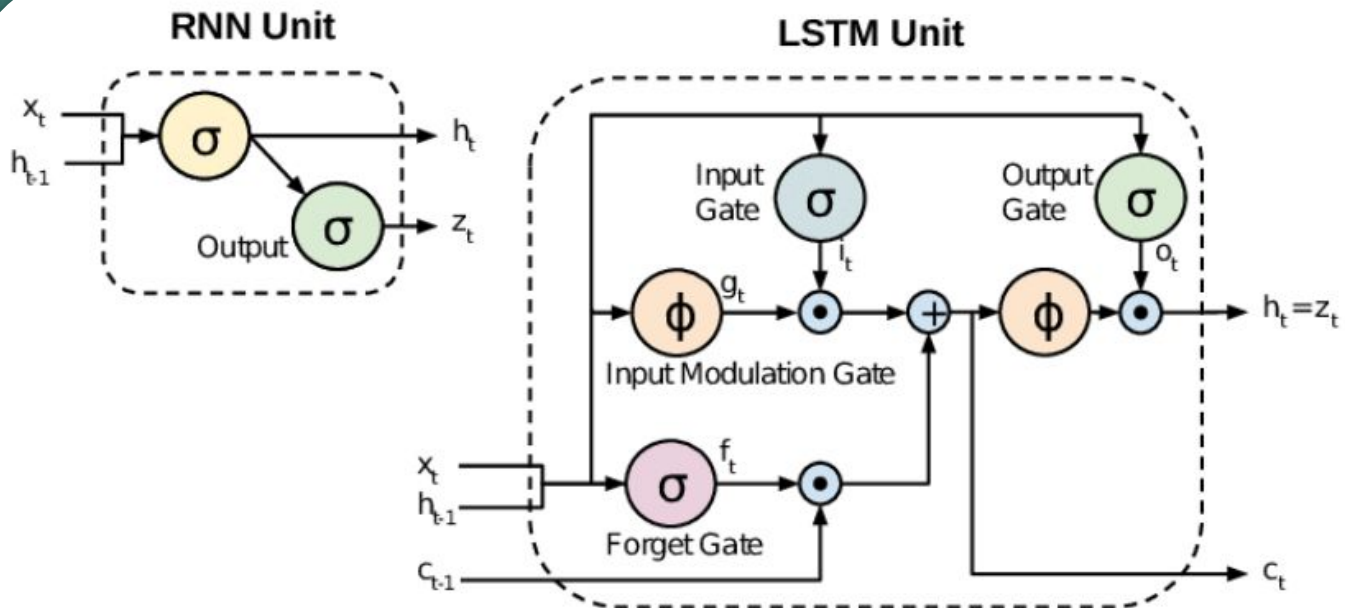 RNN Unit
x_t
h_t-1
σ
h_t
Output
σ
z_t
LSTM Unit
Input
Gate
σ
i_t
Output
Gate
σ
o_t
ϕ
g_t
Input Modulation Gate
+
ϕ
h_t=z_t
x_t
h_t-1
σ
f_t
Forget Gate
c_t-1
c_t